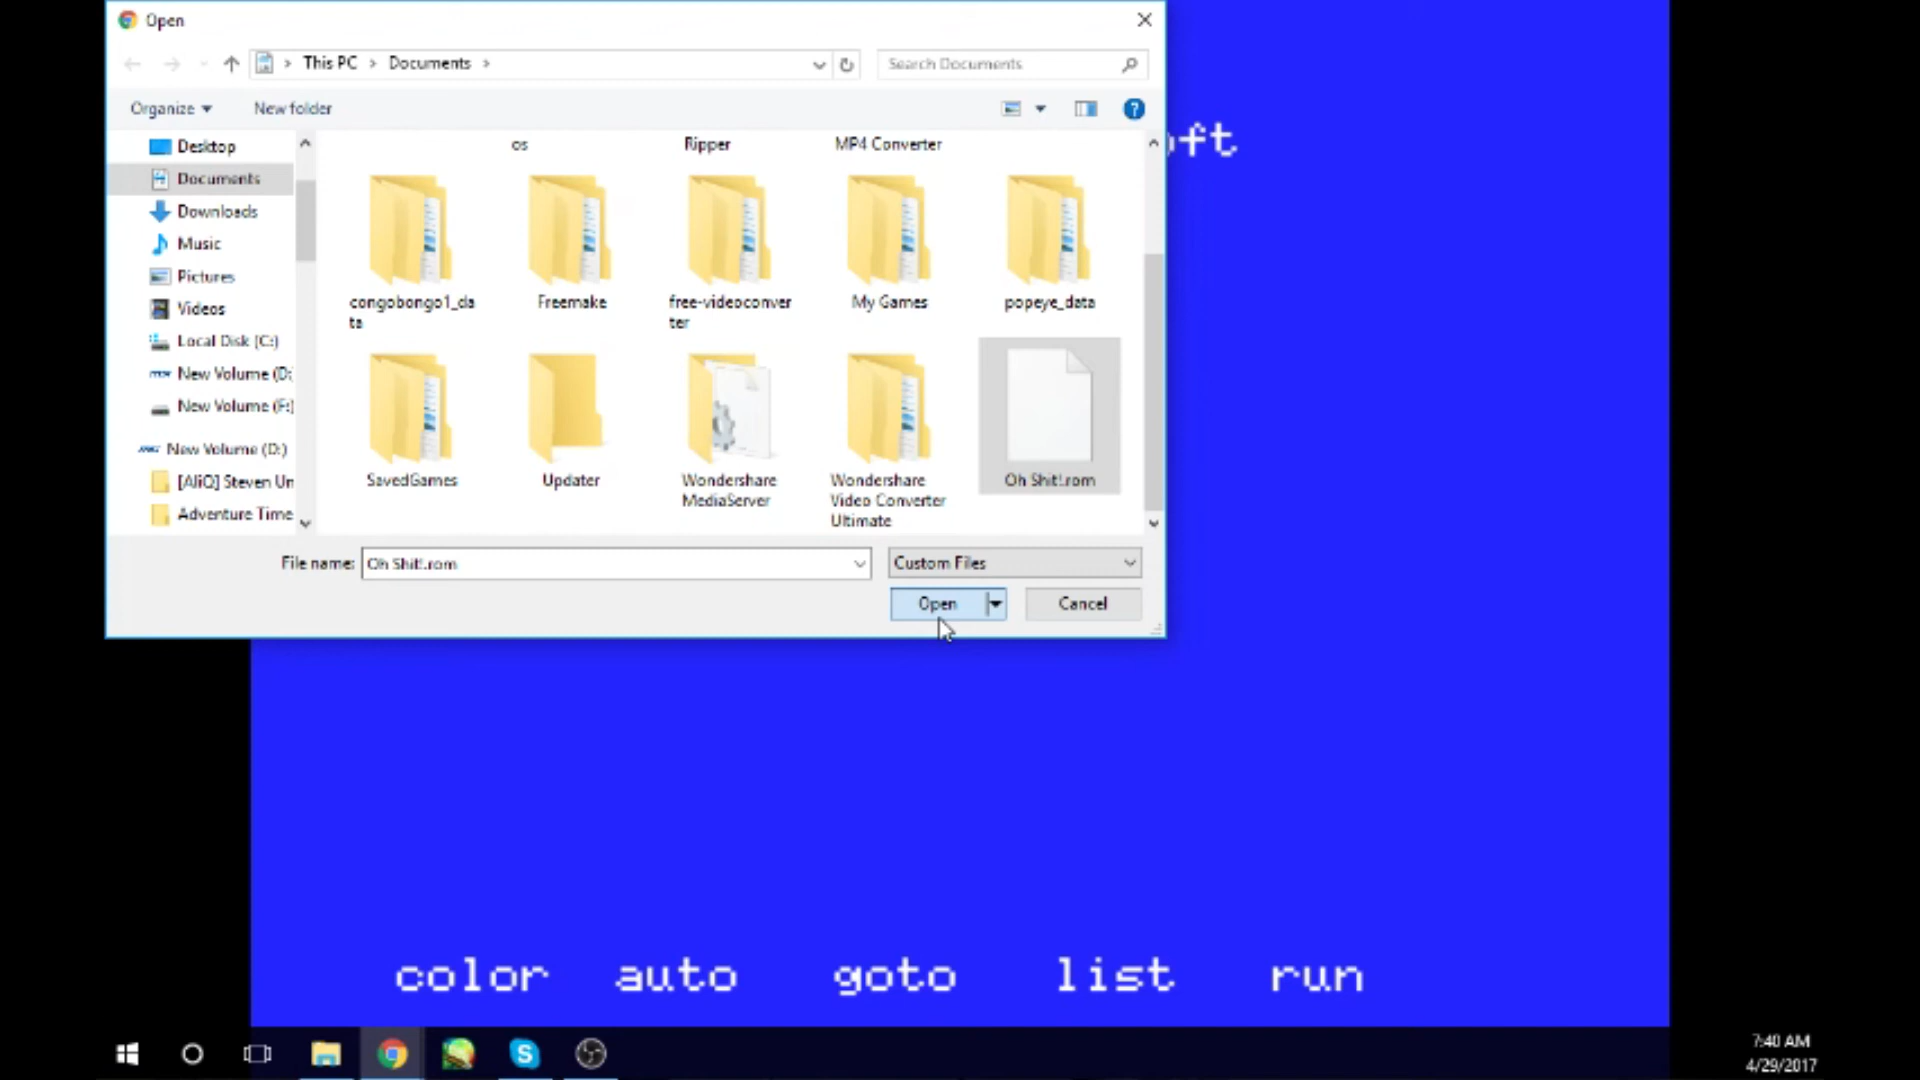 Open
This PC > Documents >
Search Documents
Organize
New folder
?
Desktop
Documents
Downloads
Music
Pictures
Videos
Local Disk (C:)
New Volume (D:
New Volume (F:)
New Volume (D:)
[AliQ] Steven Un
Adventure Time
os
Ripper
MP4 Converter
congobongo1_da
ta
Freemake
free-videoconver
ter
My Games
popeye_data
SavedGames
Updater
Wondershare
MediaServer
Wondershare
Video Converter
Ultimate
Oh Shit!.rom
File name:
Oh Shit!.rom
Custom Files
Open
Cancel
oft
color auto goto list run
7:40 AM
4/29/2017